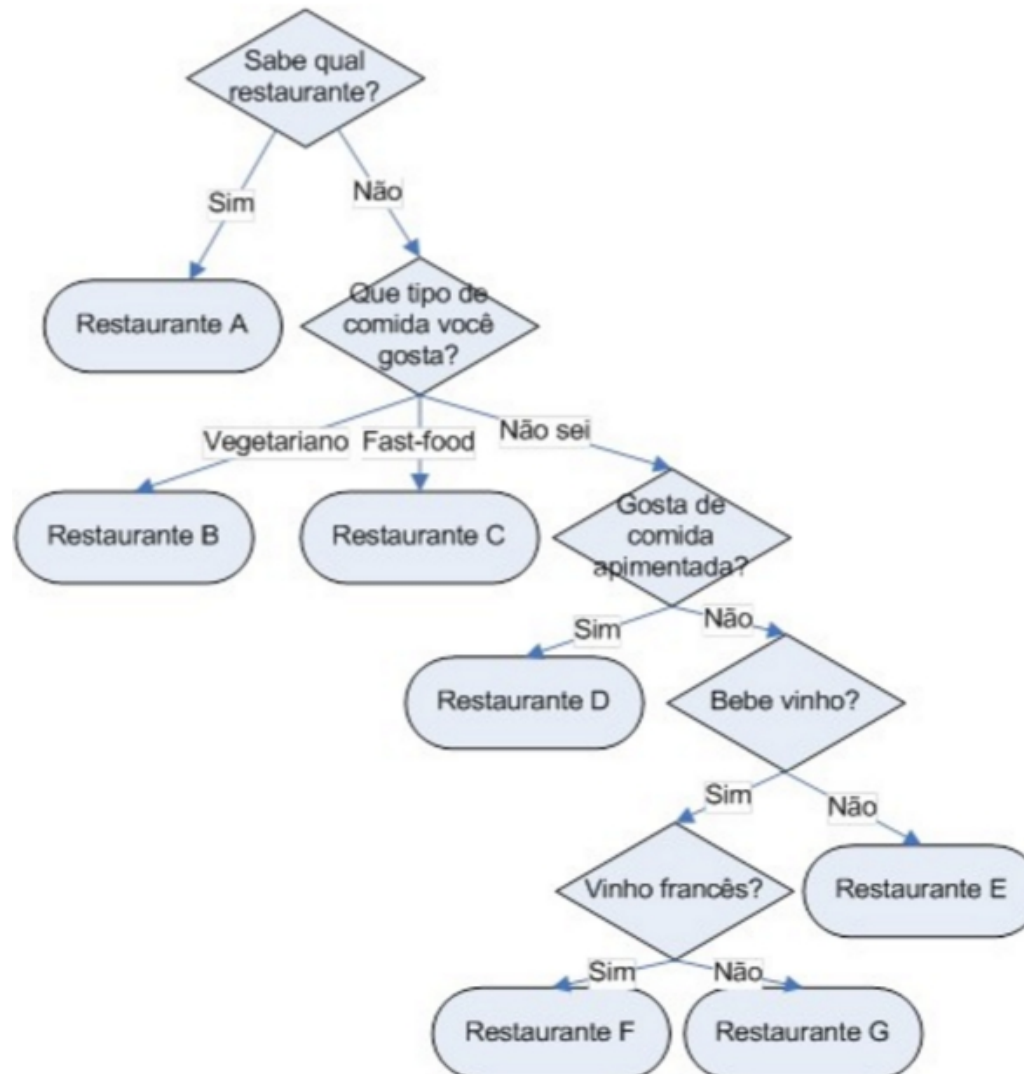 Sabe qual
restaurante?
Sim
Não
Restaurante A
Que tipo de
comida você
gosta?
Vegetariano
Fast-food
Não sei
Restaurante B
Restaurante C
Gosta de
comida
apimentada?
Sim
Não
Restaurante D
Bebe vinho?
Sim
Não
Vinho francês?
Restaurante E
Sim
Não
Restaurante F
Restaurante G